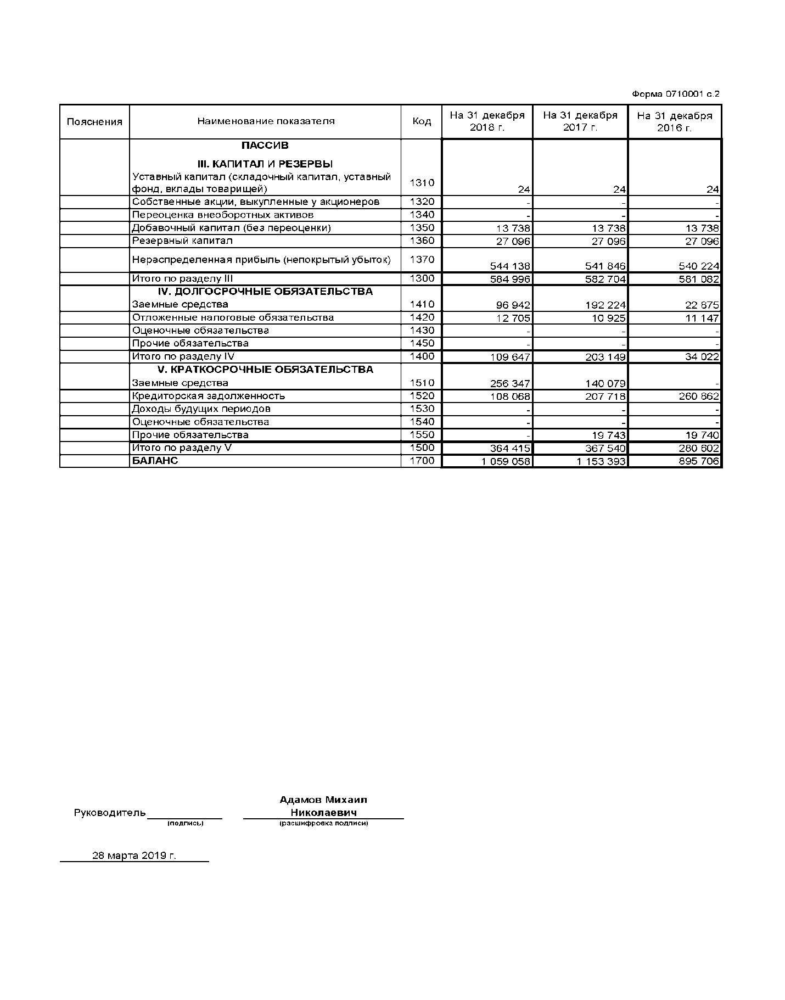 Форма 0710001 с.2
Пояснения Наименование показателя Код На 31 декабря 2018 г. На 31 декабря 2017 г. На 31 декабря 2016 г.
ПАССИВ
III. КАПИТАЛ И РЕЗЕРВЫ
Уставный капитал (складочный капитал, уставный
фонд, вклады товарищей) 1310 24 24 24
Собственные акции, выкупленные у акционеров 1320 - - -
Переоценка внеоборотных активов 1340 - - -
Добавочный капитал (без переоценки) 1350 13 738 13 738 13 738
Резервный капитал 1360 27 096 27 096 27 096
Нераспределенная прибыль (непокрытый убыток) 1370 544 138 541 846 540 224
Итого по разделу III 1300 584 996 582 704 581 082
IV. ДОЛГОСРОЧНЫЕ ОБЯЗАТЕЛЬСТВА
Заемные средства 1410 96 942 192 224 22 875
Отложенные налоговые обязательства 1420 12 705 10 925 11 147
Оценочные обязательства 1430 - - -
Прочие обязательства 1450 - - -
Итого по разделу IV 1400 109 647 203 149 34 022
V. КРАТКОСРОЧНЫЕ ОБЯЗАТЕЛЬСТВА
Заемные средства 1510 256 347 140 079 -
Кредиторская задолженность 1520 108 068 207 718 260 862
Доходы будущих периодов 1530 - - -
Оценочные обязательства 1540 - - -
Прочие обязательства 1550 - 19 743 19 740
Итого по разделу V 1500 364 415 367 540 280 602
БАЛАНС 1700 1 059 058 1 153 393 895 706
Адамов Михаил
Руководитель Николаевич
(подпись) (расшифровка подписи)
28 марта 2019 г.